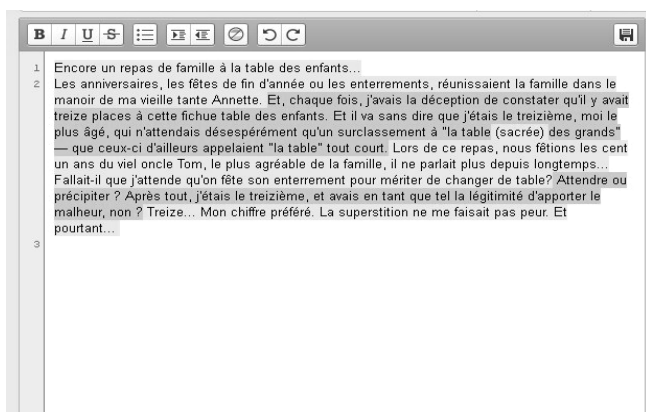 B I U S
1 Encore un repas de famille à la table des enfants...
2 Les anniversaires, les fêtes de fin d'année ou les enterrements, réunissaient la famille dans le
manoir de ma vieille tante Annette. Et, chaque fois, j'avais la déception de constater qu'il y avait
treize places à cette fichue table des enfants. Et il va sans dire que j'étais le treizième, moi le
plus âgé, qui n'attendais désespérément qu'un surclassement à "la table (sacrée) des grands"
— que ceux-ci d'ailleurs appelaient "la table" tout court. Lors de ce repas, nous fêtions les cent
un ans du viel oncle Tom, le plus agréable de la famille, il ne parlait plus depuis longtemps...
Fallait-il que j'attende qu'on fête son enterrement pour mériter de changer de table? Attendre ou
précipiter ? Après tout, j'étais le treizième, et avais en tant que tel la légitimité d'apporter le
malheur, non ? Treize... Mon chiffre préféré. La superstition ne me faisait pas peur. Et
pourtant...
3